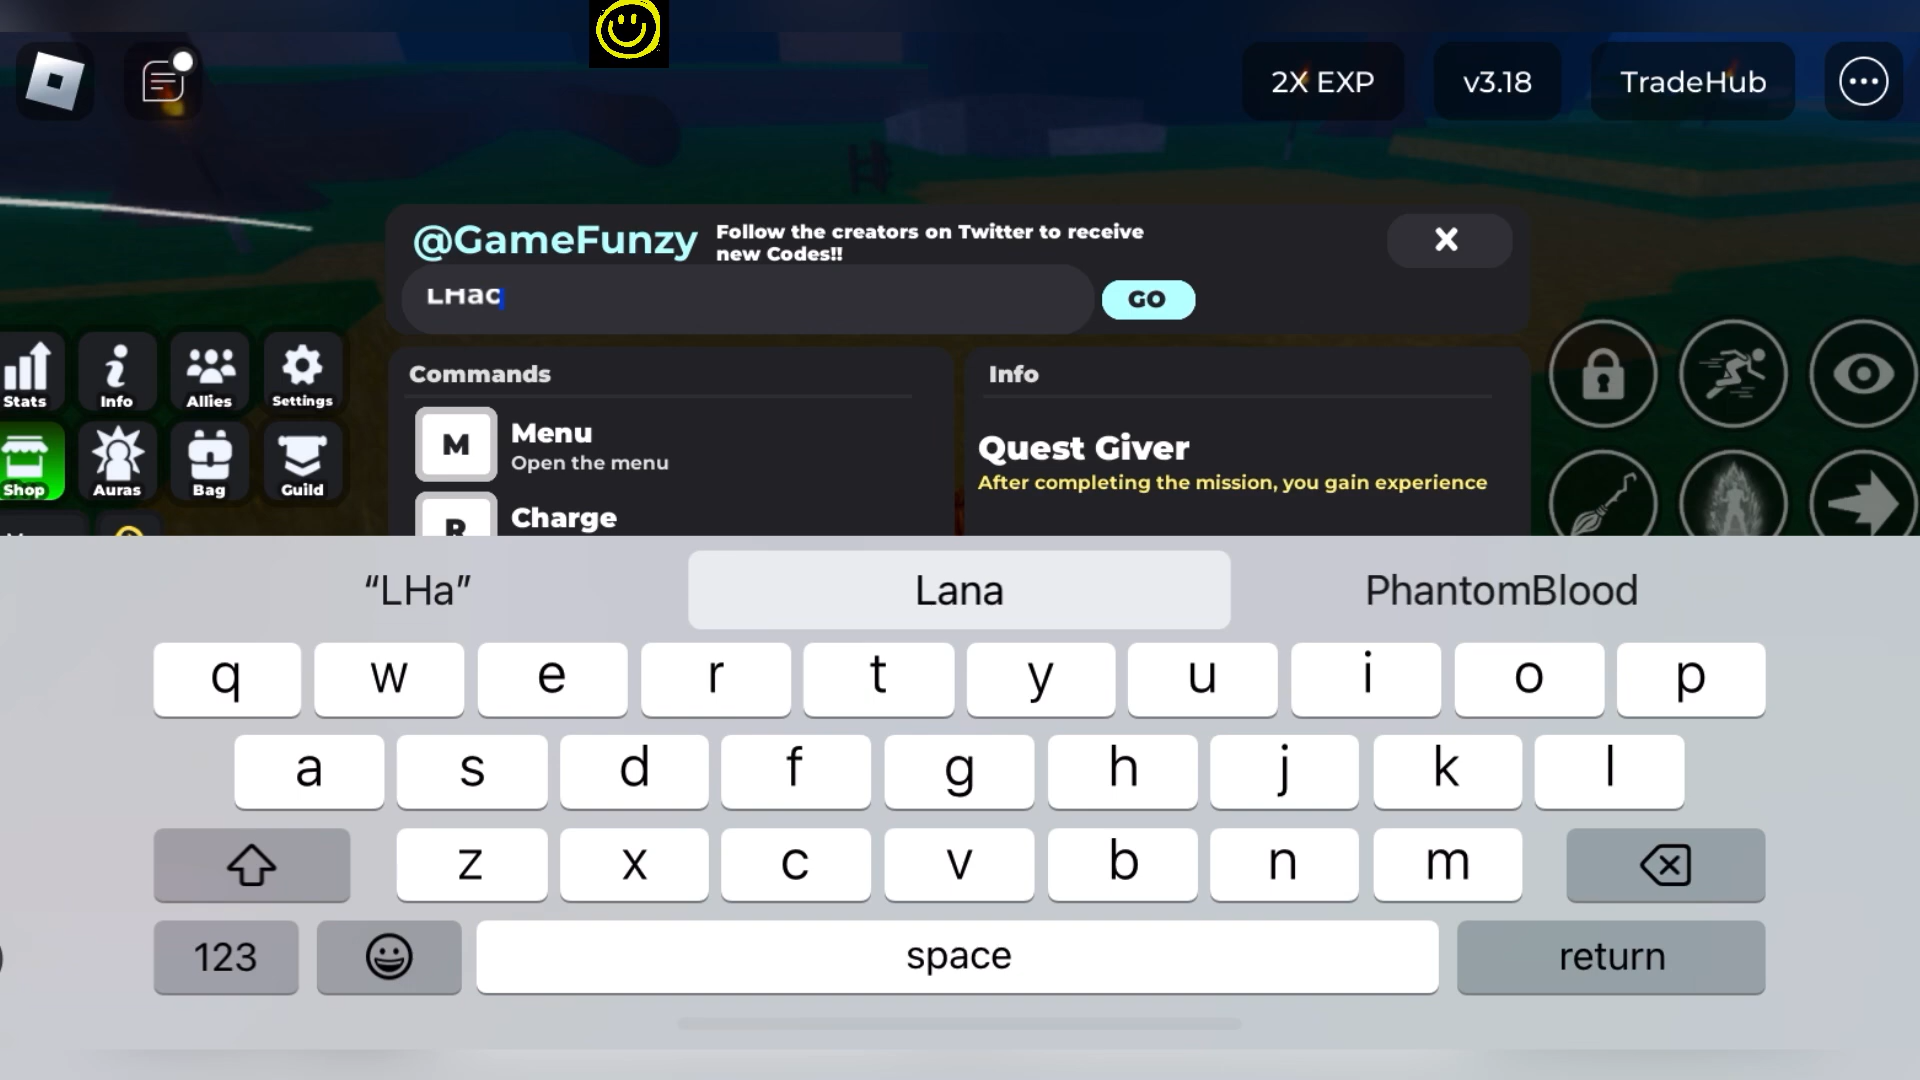 2X EXP
v3.18
TradeHub
@GameFunzy
Follow the creators on Twitter to receive
new Codes!!
GO
Stats
Info
Allies
Settings
Commands
Info
M
Menu
Open the menu
Quest Giver
After completing the mission, you gain experience
Shop
Auras
Bag
Guild
R
Charge
“LHa”
Lana
PhantomBlood
q w e r t y u i o p
a s d f g h j k l
z x c v b n m
123
space
return